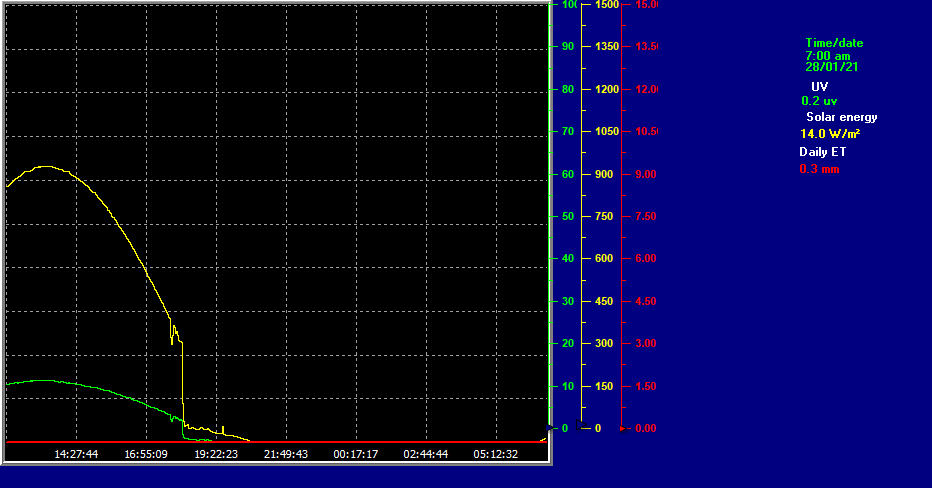 100 1500 15.0
90 1350 13.5
80 1200 12.0
70 1050 10.5
60 900 9.00
50 750 7.50
40 600 6.00
30 450 4.50
20 300 3.00
10 150 1.50
0 0 0.00
14:27:44 16:55:09 19:22:23 21:49:43 00:17:17 02:44:44 05:12:32
Time/date
7:00 am
28/01/21
UV
0.2 uv
Solar energy
14.0 W/m²
Daily ET
0.3 mm